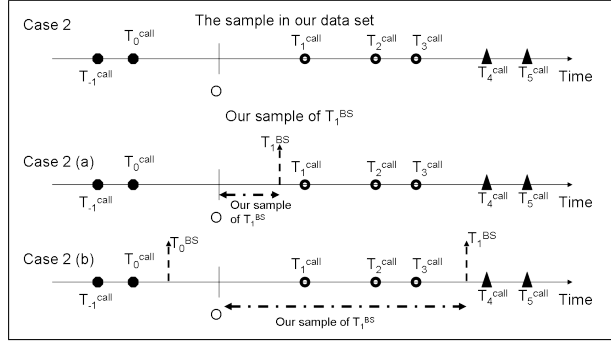 Case 2
The sample in our data set
T₀ᶜᵃˡˡ
T₁ᶜᵃˡˡ
T₂ᶜᵃˡˡ
T₃ᶜᵃˡˡ
T₋₁ᶜᵃˡˡ
O
T₄ᶜᵃˡˡ
T₅ᶜᵃˡˡ
Time
Our sample of T₁ᴮˢ
Case 2 (a)
T₀ᶜᵃˡˡ
T₁ᴮˢ
T₁ᶜᵃˡˡ
T₂ᶜᵃˡˡ
T₃ᶜᵃˡˡ
T₋₁ᶜᵃˡˡ
O
Our sample
of T₁ᴮˢ
T₄ᶜᵃˡˡ
T₅ᶜᵃˡˡ
Time
Case 2 (b)
T₀ᶜᵃˡˡ
T₀ᴮˢ
T₁ᶜᵃˡˡ
T₂ᶜᵃˡˡ
T₃ᶜᵃˡˡ
T₁ᴮˢ
T₋₁ᶜᵃˡˡ
O
T₄ᶜᵃˡˡ
T₅ᶜᵃˡˡ
Time
Our sample of T₁ᴮˢ